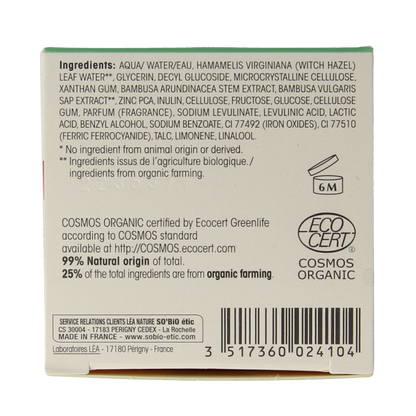 Ingredients: AQUA/ WATER/EAU, HAMAMELIS VIRGINIANA (WITCH HAZEL)
LEAF WATER**, GLYCERIN, DECYL GLUCOSIDE, MICROCRYSTALLINE CELLULOSE,
XANTHAN GUM, BAMBUSA ARUNDINACEA STEM EXTRACT, BAMBUSA VULGARIS
SAP EXTRACT**, ZINC PCA, INULIN, CELLULOSE, FRUCTOSE, GLUCOSE, CELLULOSE
GUM, PARFUM (FRAGRANCE), SODIUM LEVULINATE, LEVULINIC ACID, LACTIC
ACID, BENZYL ALCOHOL, SODIUM BENZOATE, CI 77492 (IRON OXIDES), CI 77510
(FERRIC FERROCYANIDE), TALC, LIMONENE, LINALOOL.
* No ingredient from animal origin or derived.
** Ingredients issus de l'agriculture biologique./
ingredients from organic farming.
6 M
COSMOS ORGANIC certified by Ecocert Greenlife
according to COSMOS standard
available at http://COSMOS.ecocert.com
99% Natural origin of total.
25% of the total ingredients are from organic farming.
ECO
CERT®
COSMOS
ORGANIC
SERVICE RELATIONS CLIENTS LÉA NATURE SO'BiO étic
CS 30004 - 17183 PERIGNY CEDEX - La Rochelle
MADE IN FRANCE - www.sobio-etic.com
Laboratoires LÉA - 17180 Périgny - France
3 517360 024104